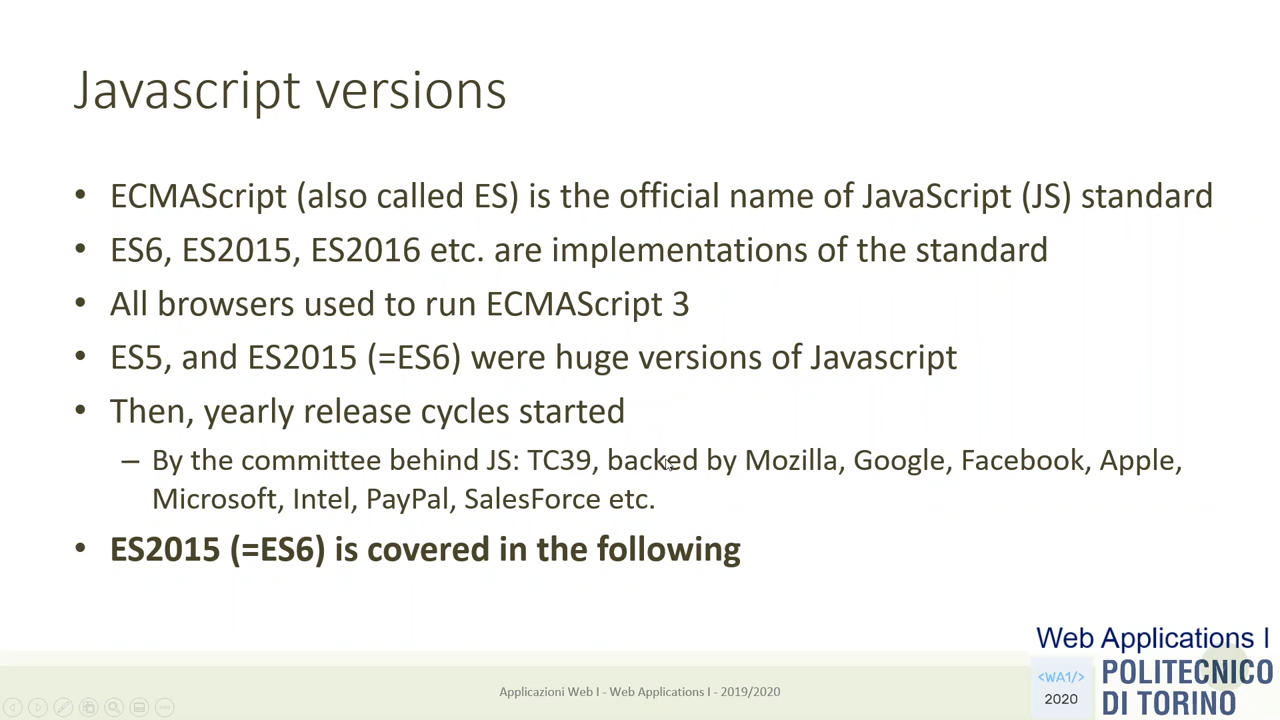 Javascript versions
• ECMAScript (also called ES) is the official name of JavaScript (JS) standard
• ES6, ES2015, ES2016 etc. are implementations of the standard
• All browsers used to run ECMAScript 3
• ES5, and ES2015 (=ES6) were huge versions of Javascript
• Then, yearly release cycles started
– By the committee behind JS: TC39, backed by Mozilla, Google, Facebook, Apple,
Microsoft, Intel, PayPal, SalesForce etc.
• ES2015 (=ES6) is covered in the following
Applicazioni Web I - Web Applications I - 2019/2020
Web Applications I
<WA1/>
2020
POLITECNICO
DI TORINO